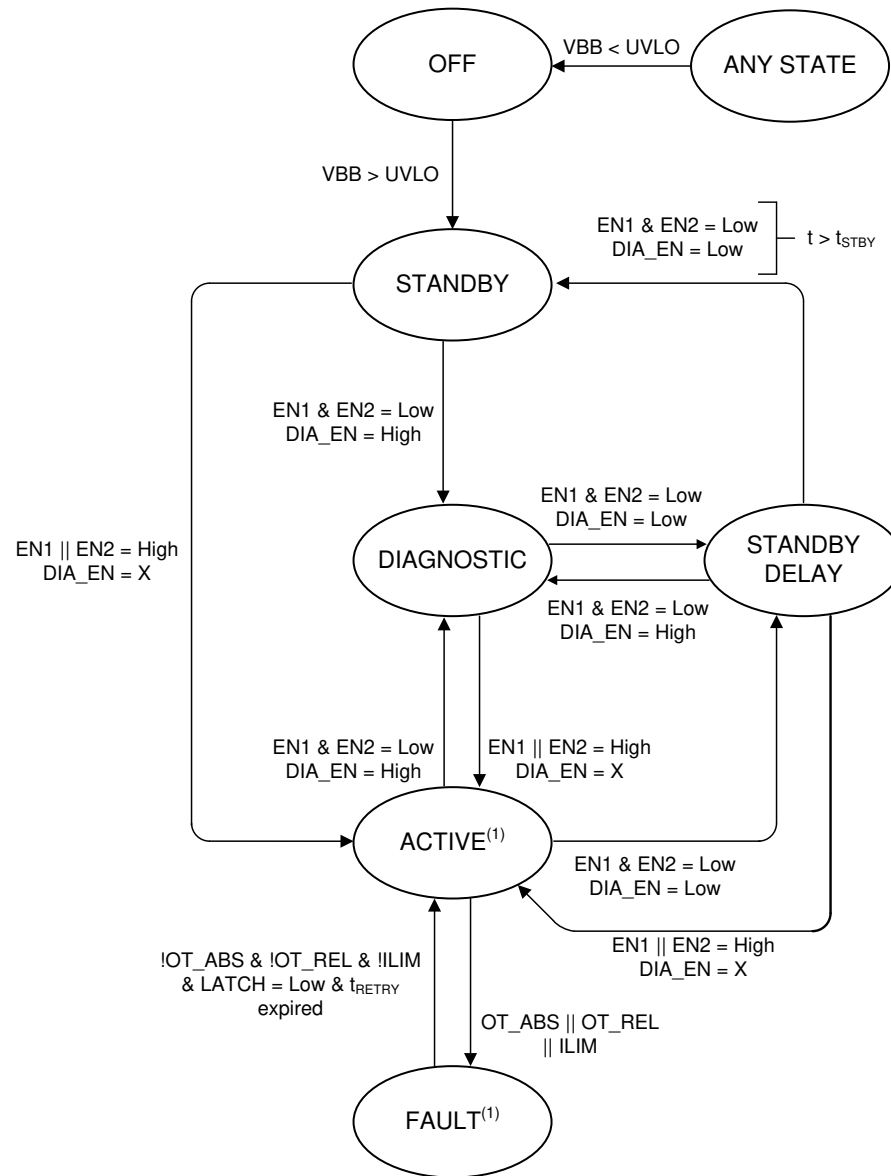 VBB < UVLO
OFF
ANY STATE
VBB > UVLO
EN1 & EN2 = Low
DIA_EN = Low
t > tSTBY
STANDBY
EN1 & EN2 = Low
DIA_EN = High
EN1 & EN2 = Low
DIA_EN = Low
EN1 || EN2 = High
DIA_EN = X
DIAGNOSTIC
STANDBY
DELAY
EN1 & EN2 = Low
DIA_EN = High
EN1 & EN2 = Low
DIA_EN = High
EN1 || EN2 = High
DIA_EN = X
ACTIVE(1)
EN1 & EN2 = Low
DIA_EN = Low
EN1 || EN2 = High
DIA_EN = X
!OT_ABS & !OT_REL & !ILIM
& LATCH = Low & tRETRY
expired
OT_ABS || OT_REL
|| ILIM
FAULT(1)